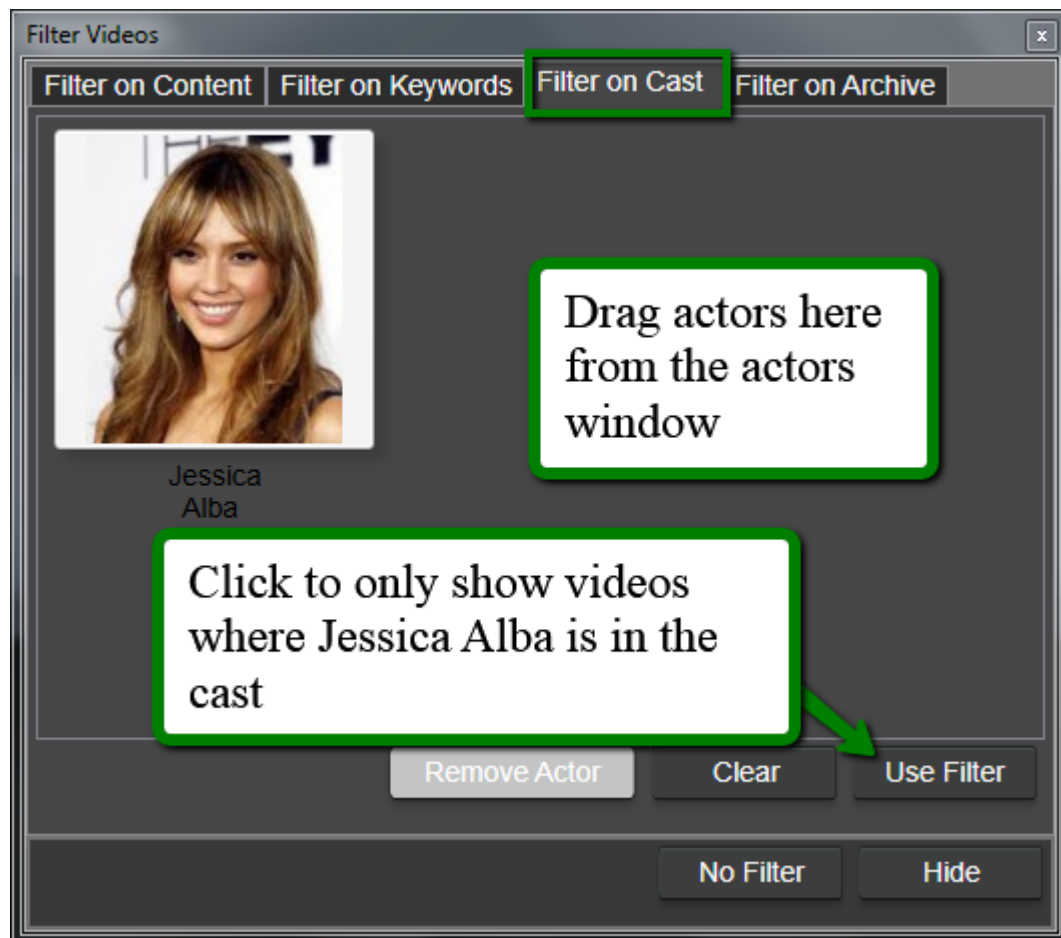 Filter Videos
x
Filter on Content
Filter on Keywords
Filter on Cast
Filter on Archive
Drag actors here
from the actors
window
Jessica
Alba
Click to only show videos
where Jessica Alba is in the
cast
Remove Actor
Clear
Use Filter
No Filter
Hide